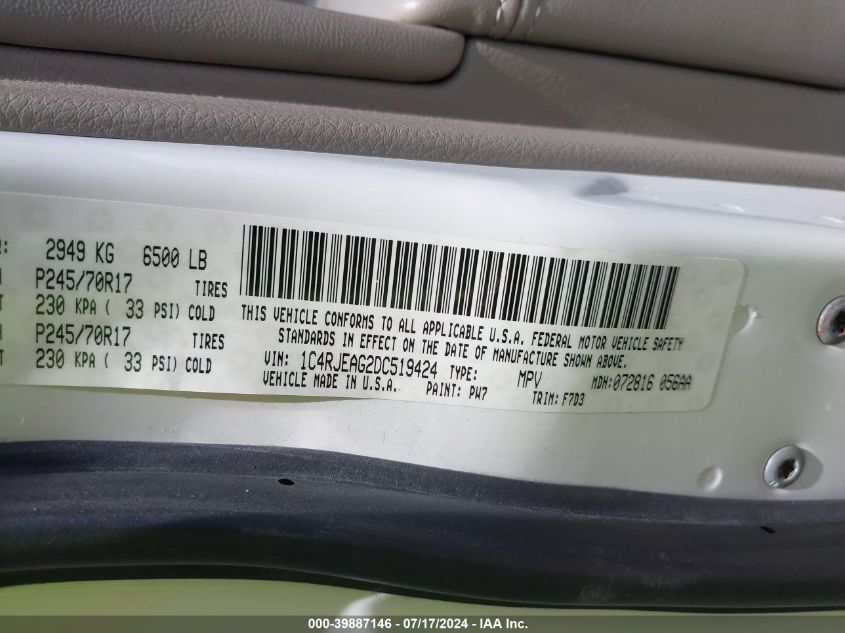 R: 2949 KG 6500 LB
P245/70R17 TIRES
T 230 KPA ( 33 PSI) COLD
P245/70R17 TIRES
T 230 KPA ( 33 PSI) COLD
THIS VEHICLE CONFORMS TO ALL APPLICABLE U.S.A. FEDERAL MOTOR VEHICLE SAFETY
STANDARDS IN EFFECT ON THE DATE OF MANUFACTURE SHOWN ABOVE.
VIN: 1C4RJEAG2DC519424 TYPE: MPV MDH:072816 056AA
VEHICLE MADE IN U.S.A. PAINT: PW7 TRIM: F7D3
000-39887146 - 07/17/2024 - IAA Inc.